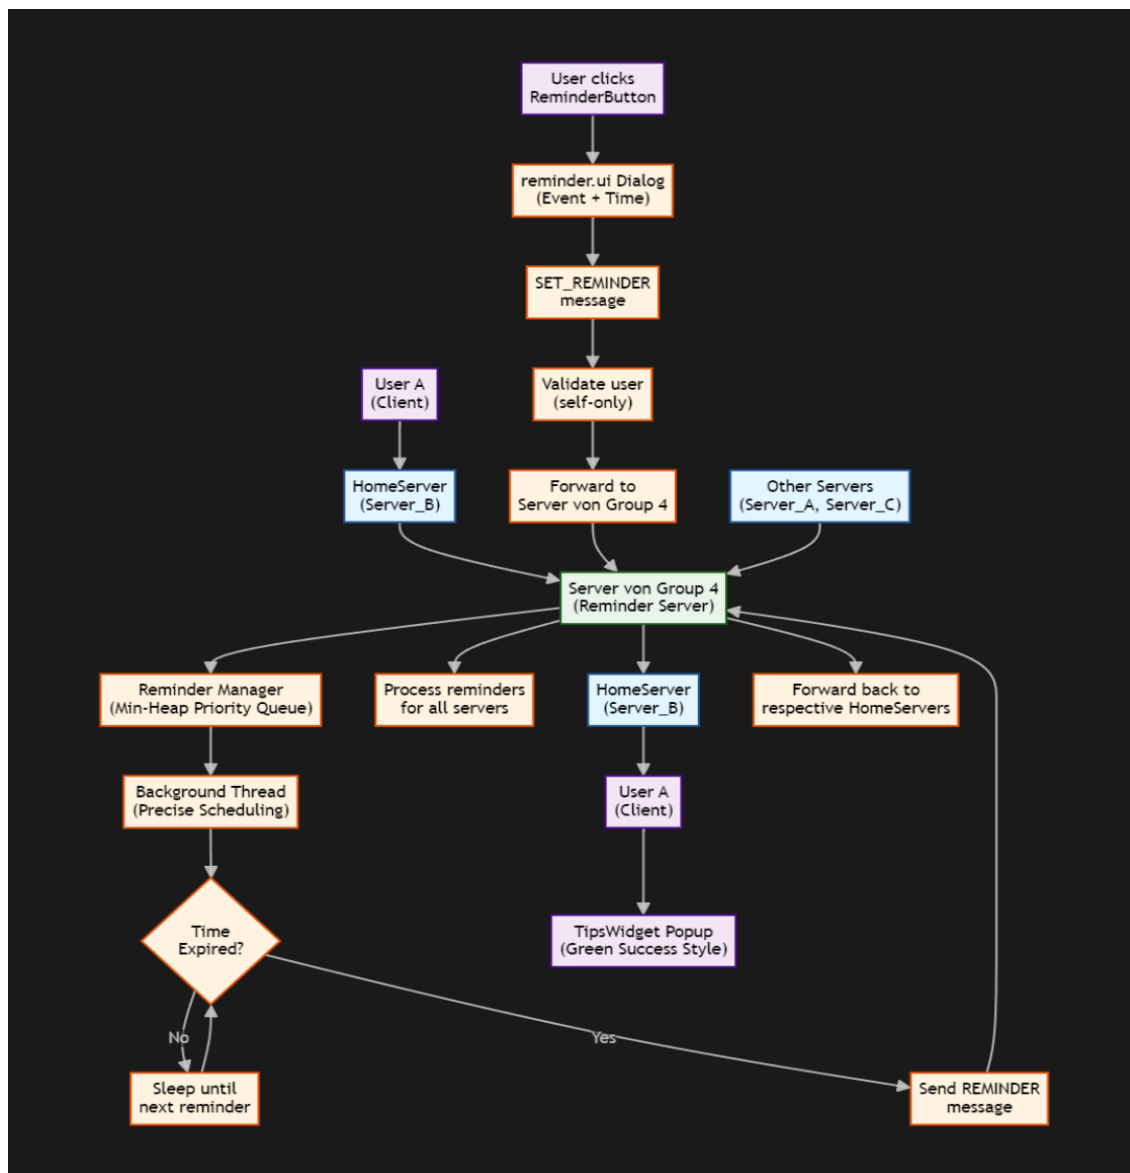 User clicks
ReminderButton
reminder.ui Dialog
(Event + Time)
SET_REMINDER
message
User A
(Client)
Validate user
(self-only)
HomeServer
(Server_B)
Forward to
Server von Group 4
Other Servers
(Server_A, Server_C)
Server von Group 4
(Reminder Server)
Reminder Manager
(Min-Heap Priority Queue)
Process reminders
for all servers
HomeServer
(Server_B)
Forward back to
respective HomeServers
Background Thread
(Precise Scheduling)
User A
(Client)
Time
Expired?
TipsWidget Popup
(Green Success Style)
No
Yes
Sleep until
next reminder
Send REMINDER
message